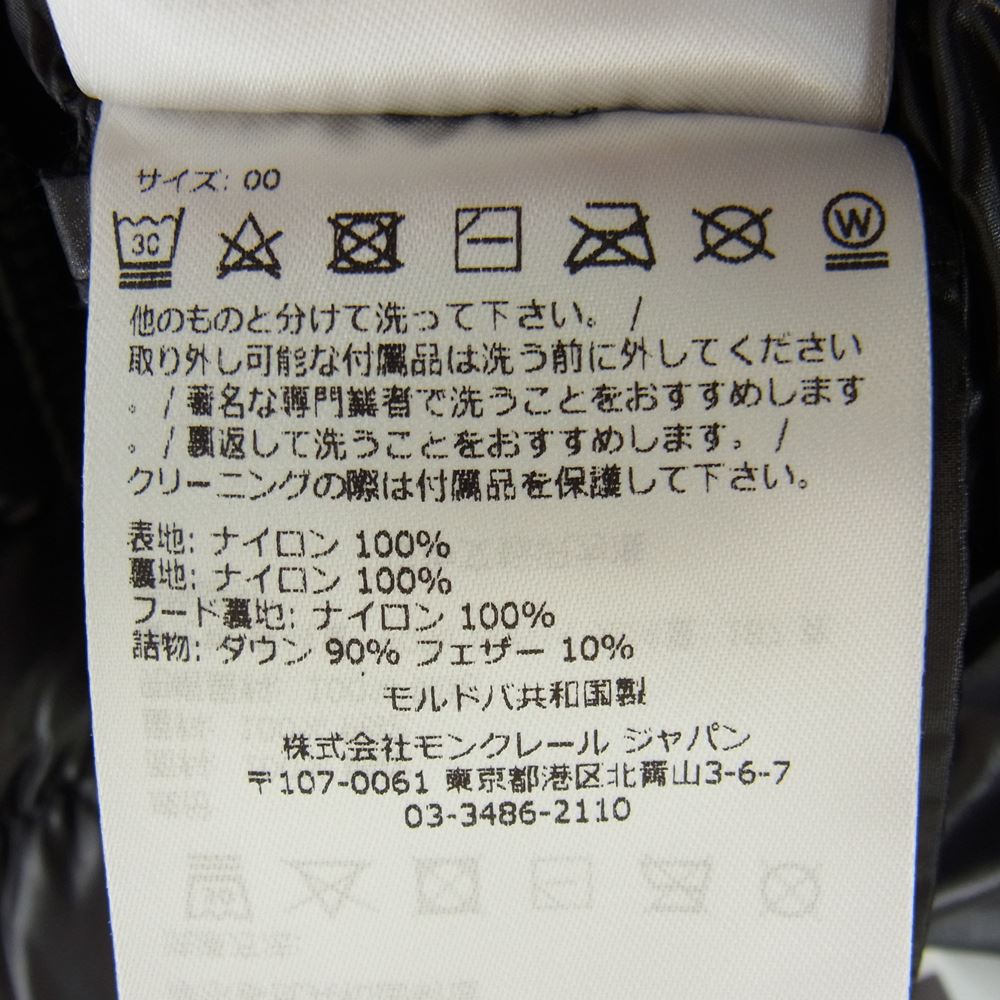 サイズ: 00
30
W
他のものと分けて洗って下さい。 /
取り外し可能な付属品は洗う前に外してください
。 / 著名な専門業者で洗うことをおすすめします
。 / 裏返して洗うことをおすすめします。 /
クリーニングの際は付属品を保護して下さい。
表地: ナイロン 100%
裏地: ナイロン 100%
フード裏地: ナイロン 100%
詰物: ダウン 90% フェザー 10%
モルドバ共和国製
株式会社モンクレール ジャパン
〒107-0061 東京都港区北青山3-6-7
03-3486-2110